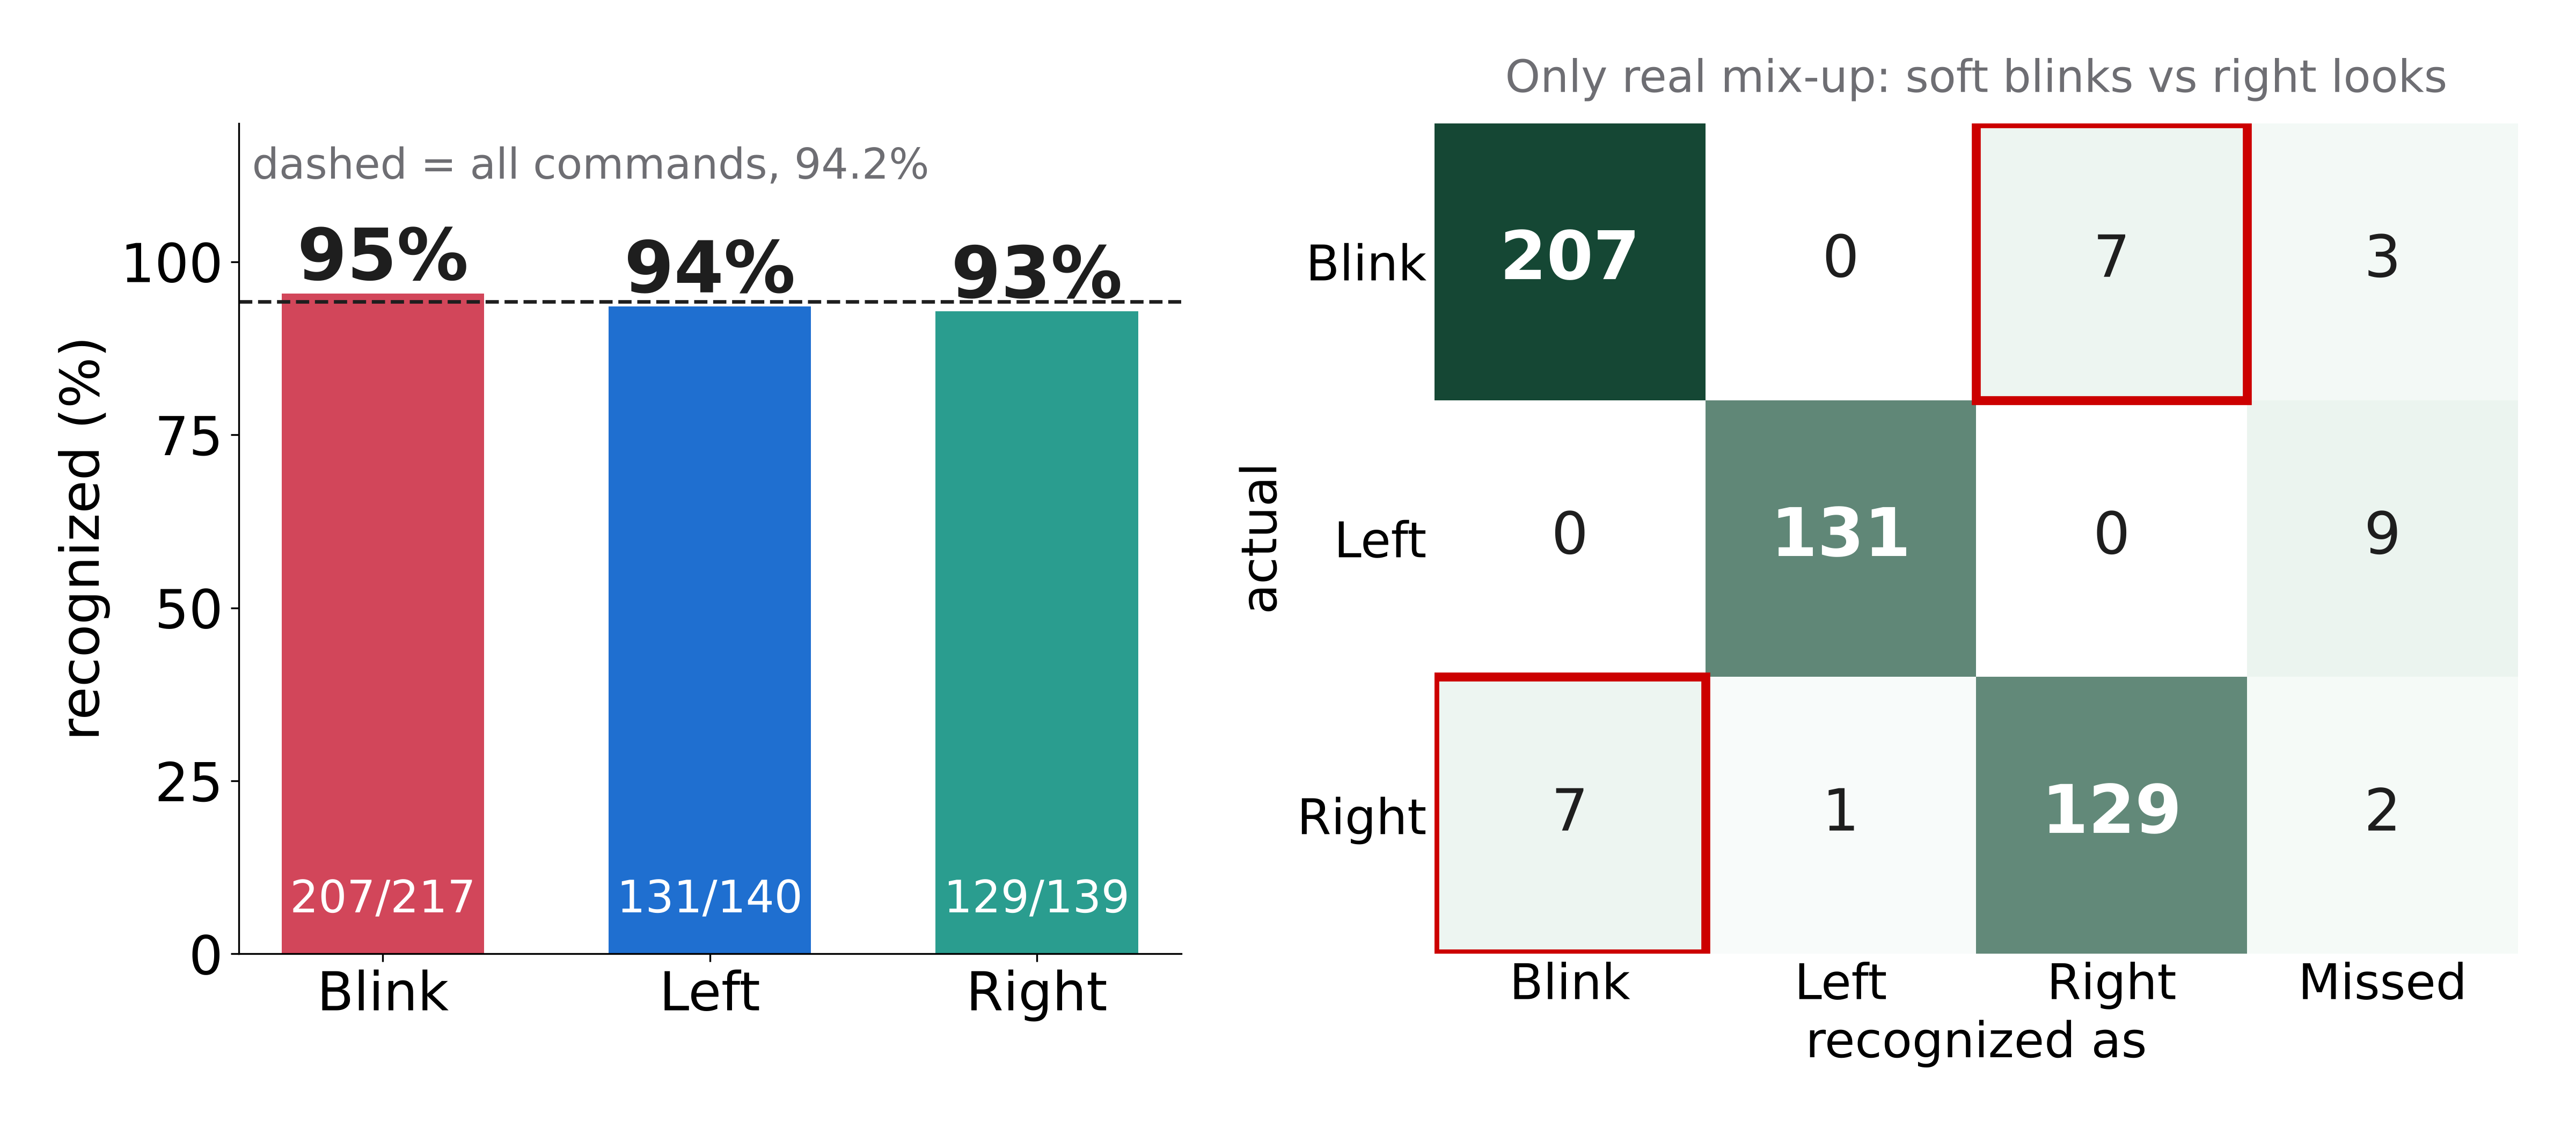 dashed = all commands, 94.2%
95% 94% 93%
100
75
50
25
0
recognized (%)
207/217 131/140 129/139
Blink Left Right
Only real mix-up: soft blinks vs right looks
actual
Blink 207 0 7 3
Left 0 131 0 9
Right 7 1 129 2
Blink Left Right Missed
recognized as